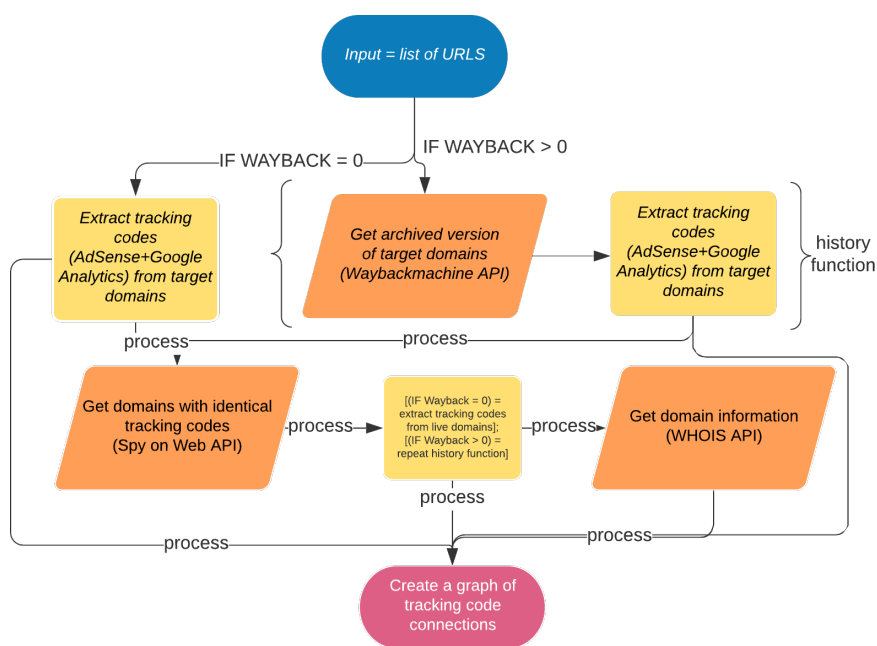 Input = list of URLS
IF WAYBACK = 0
IF WAYBACK > 0
Extract tracking
codes
(AdSense+Google
Analytics) from target
domains
Get archived version
of target domains
(Waybackmachine API)
Extract tracking
codes
(AdSense+Google
Analytics) from target
domains
history
function
process
process
Get domains with identical
tracking codes
(Spy on Web API)
process
[(IF Wayback = 0) =
extract tracking codes
from live domains];
[(IF Wayback > 0) =
repeat history function]
process
Get domain information
(WHOIS API)
process
process
process
Create a graph of
tracking code
connections